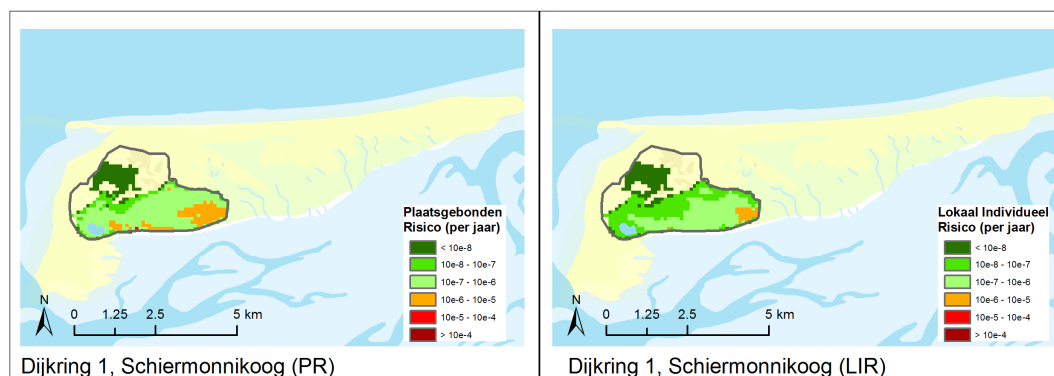 Plaatsgebonden
Risico (per jaar)
< 10e-8
10e-8 - 10e-7
10e-7 - 10e-6
10e-6 - 10e-5
10e-5 - 10e-4
> 10e-4
N
0 1.25 2.5 5 km
Dijkring 1, Schiermonnikoog (PR)
Lokaal Individueel
Risico (per jaar)
< 10e-8
10e-8 - 10e-7
10e-7 - 10e-6
10e-6 - 10e-5
10e-5 - 10e-4
> 10e-4
N
0 1.25 2.5 5 km
Dijkring 1, Schiermonnikoog (LIR)